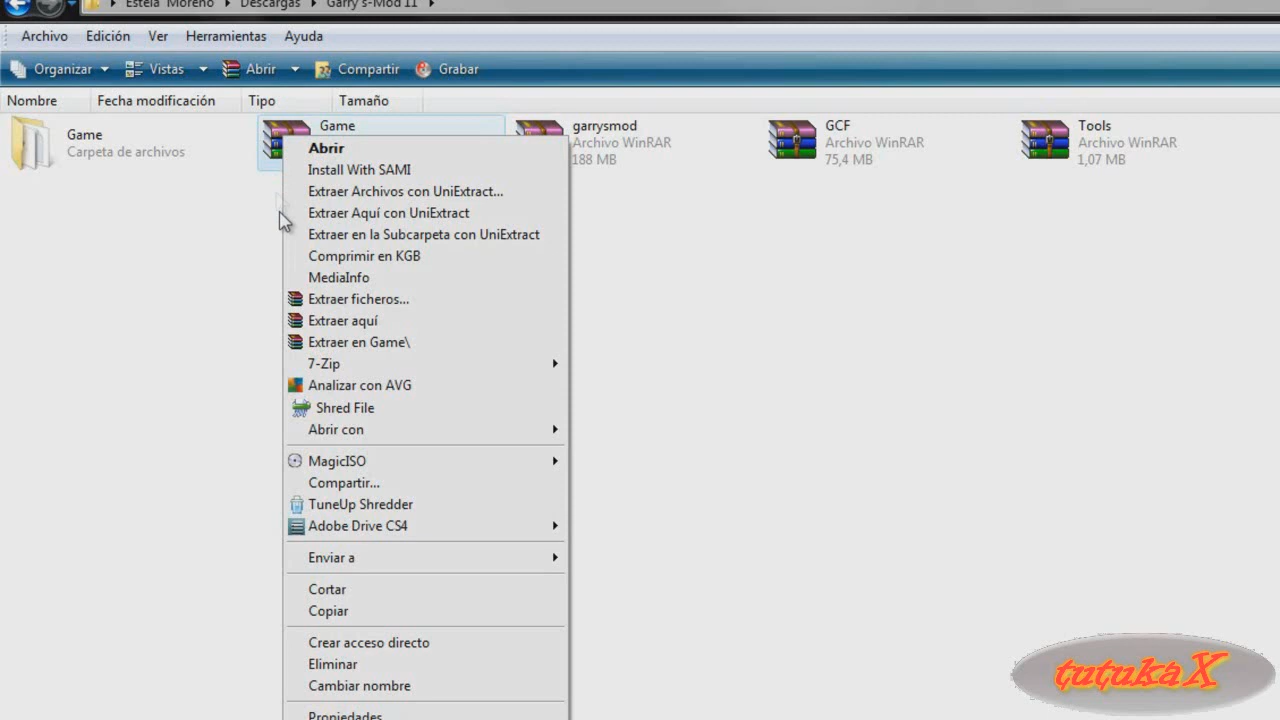 Estela Moreno Descargas Garry's-Mod 11
Archivo Edición Ver Herramientas Ayuda
Organizar Vistas Abrir Compartir Grabar
Nombre Fecha modificación Tipo Tamaño
Game
Carpeta de archivos
Game
garrysmod
Archivo WinRAR
188 MB
GCF
Archivo WinRAR
75,4 MB
Tools
Archivo WinRAR
1,07 MB
Abrir
Install With SAMI
Extraer Archivos con UniExtract...
Extraer Aquí con UniExtract
Extraer en la Subcarpeta con UniExtract
Comprimir en KGB
MediaInfo
Extraer ficheros...
Extraer aquí
Extraer en Game\
7-Zip
Analizar con AVG
Shred File
Abrir con
MagicISO
Compartir...
TuneUp Shredder
Adobe Drive CS4
Enviar a
Cortar
Copiar
Crear acceso directo
Eliminar
Cambiar nombre
Propiedades
tutukaX